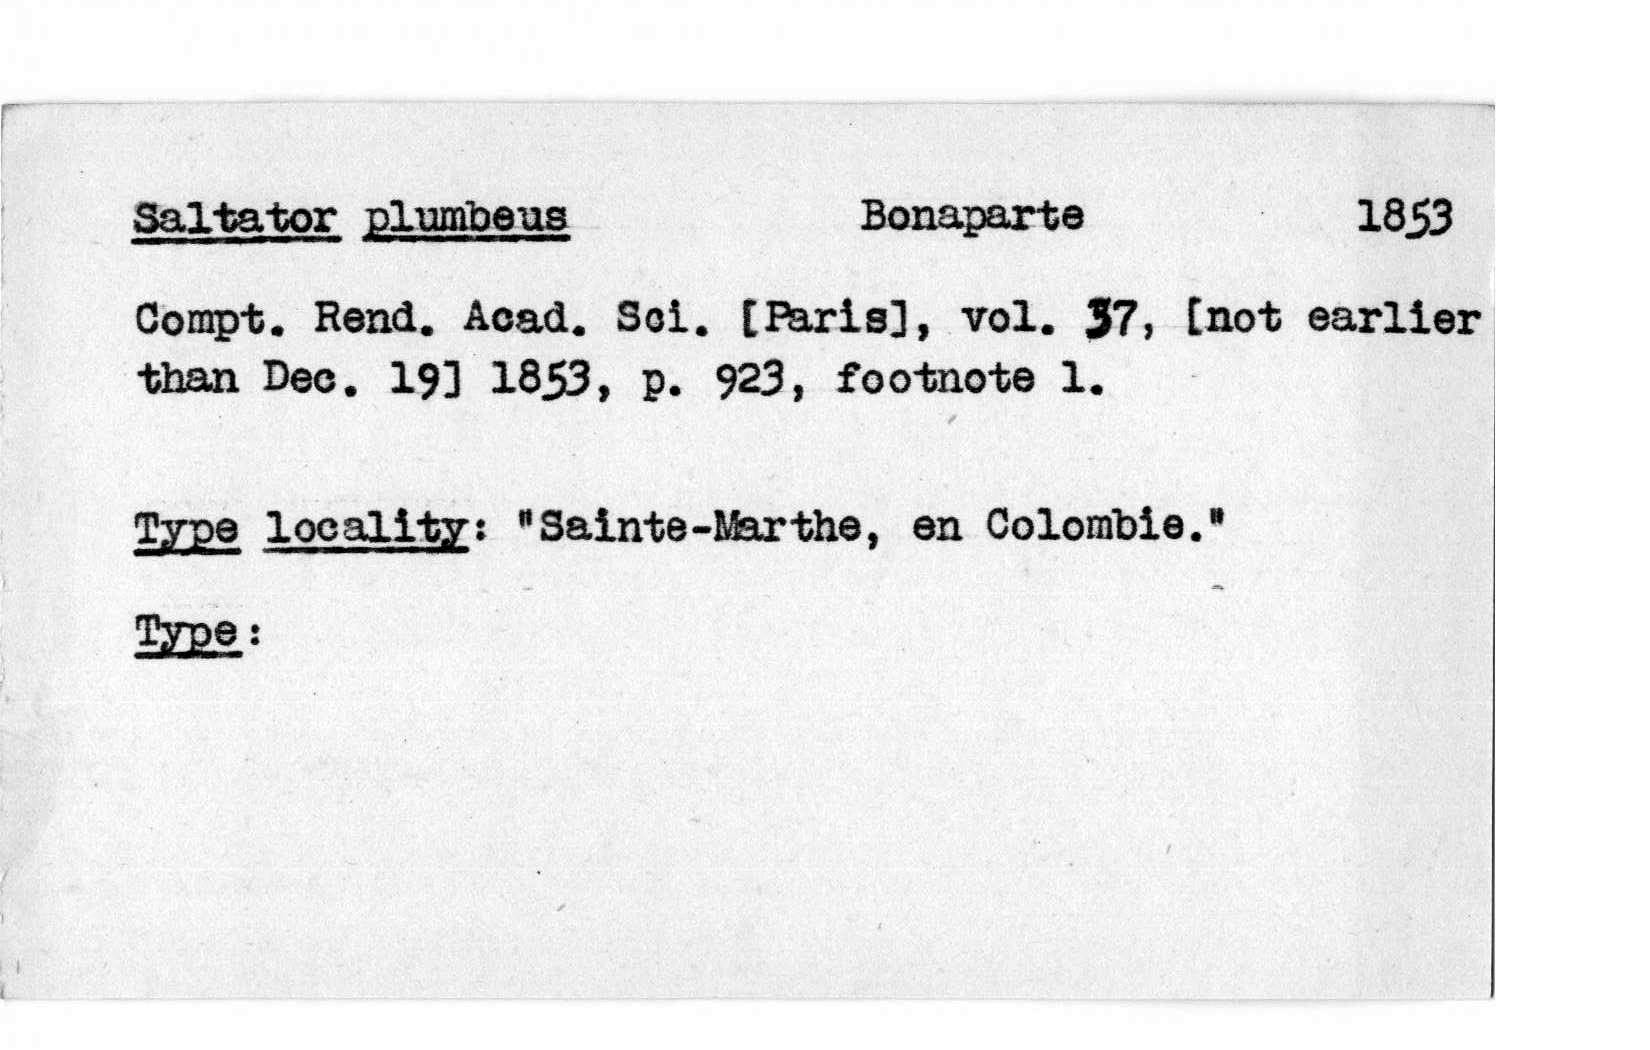 Saltator plumbeus Bonaparte 1853
Compt. Rend. Acad. Sci. [Paris], vol. 37, [not earlier
than Dec. 19] 1853, p. 923, footnote 1.
Type locality: "Sainte-Marthe, en Colombie."
Type: